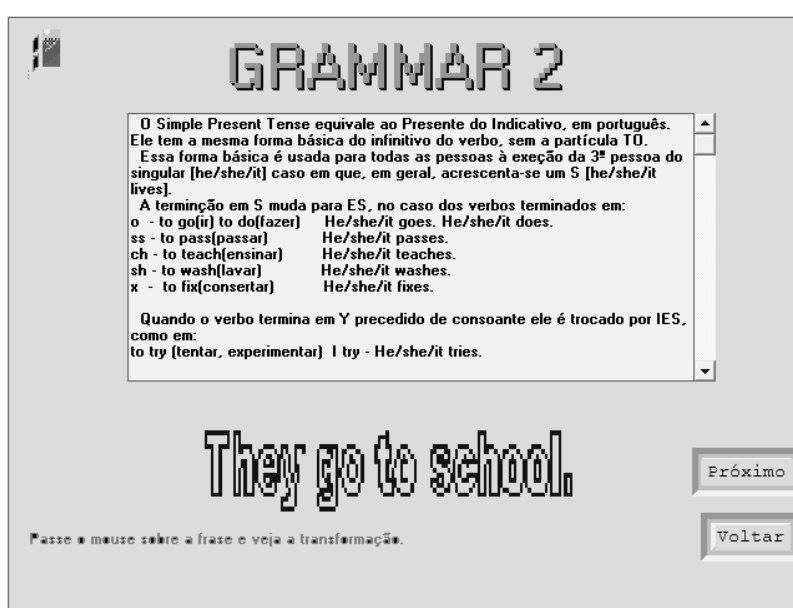 GRAMMAR 2
O Simple Present Tense equivale ao Presente do Indicativo, em português.
Ele tem a mesma forma básica do infinitivo do verbo, sem a partícula TO.
Essa forma básica é usada para todas as pessoas à exeção da 3ª pessoa do
singular [he/she/it] caso em que, em geral, acrescenta-se um S [he/she/it
lives].
A terminção em S muda para ES, no caso dos verbos terminados em:
o - to go(ir) to do(fazer) He/she/it goes. He/she/it does.
ss - to pass(passar) He/she/it passes.
ch - to teach(ensinar) He/she/it teaches.
sh - to wash(lavar) He/she/it washes.
x - to fix(consertar) He/she/it fixes.
Quando o verbo termina em Y precedido de consoante ele é trocado por IES,
como em:
to try (tentar, experimentar) I try - He/she/it tries.
They go to school.
Próximo
Passe o mouse sobre a frase e veja a transformação.
Voltar